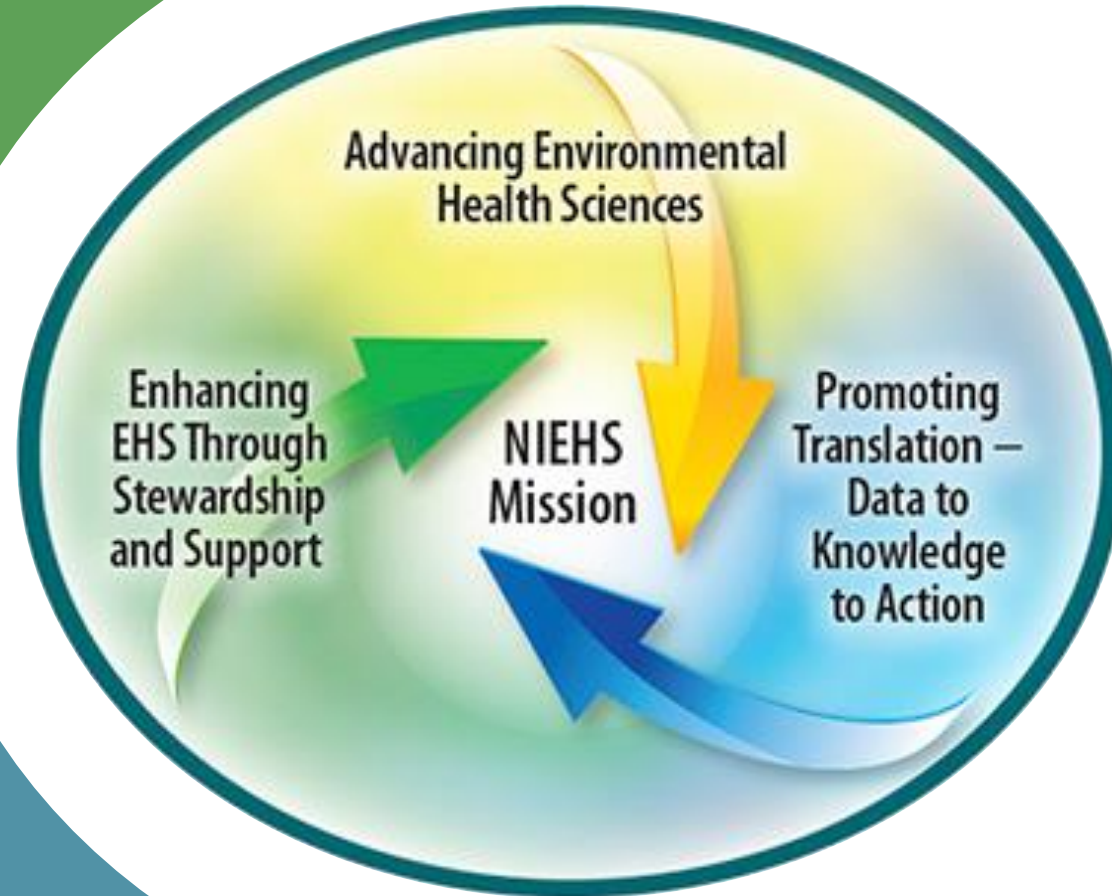 Advancing Environmental
Health Sciences
Enhancing
EHS Through
Stewardship
and Support
NIEHS
Mission
Promoting
Translation –
Data to
Knowledge
to Action